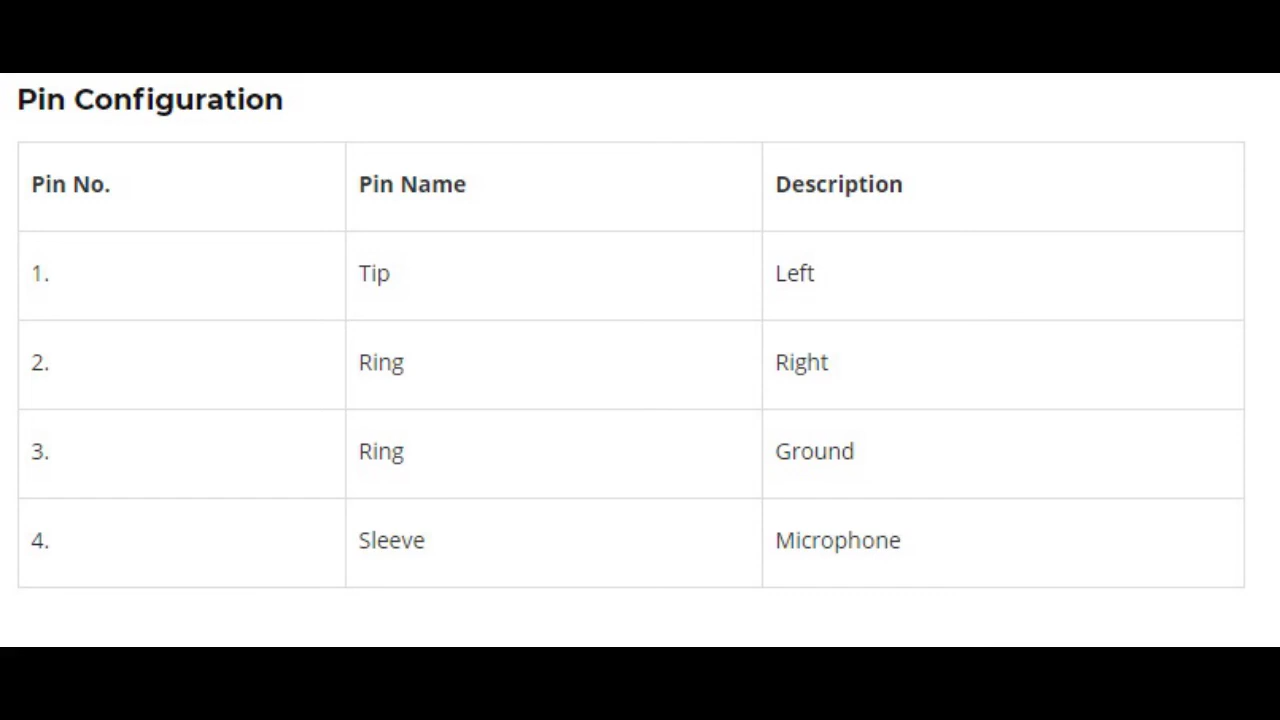 Pin Configuration
Pin No. Pin Name Description
1. Tip Left
2. Ring Right
3. Ring Ground
4. Sleeve Microphone